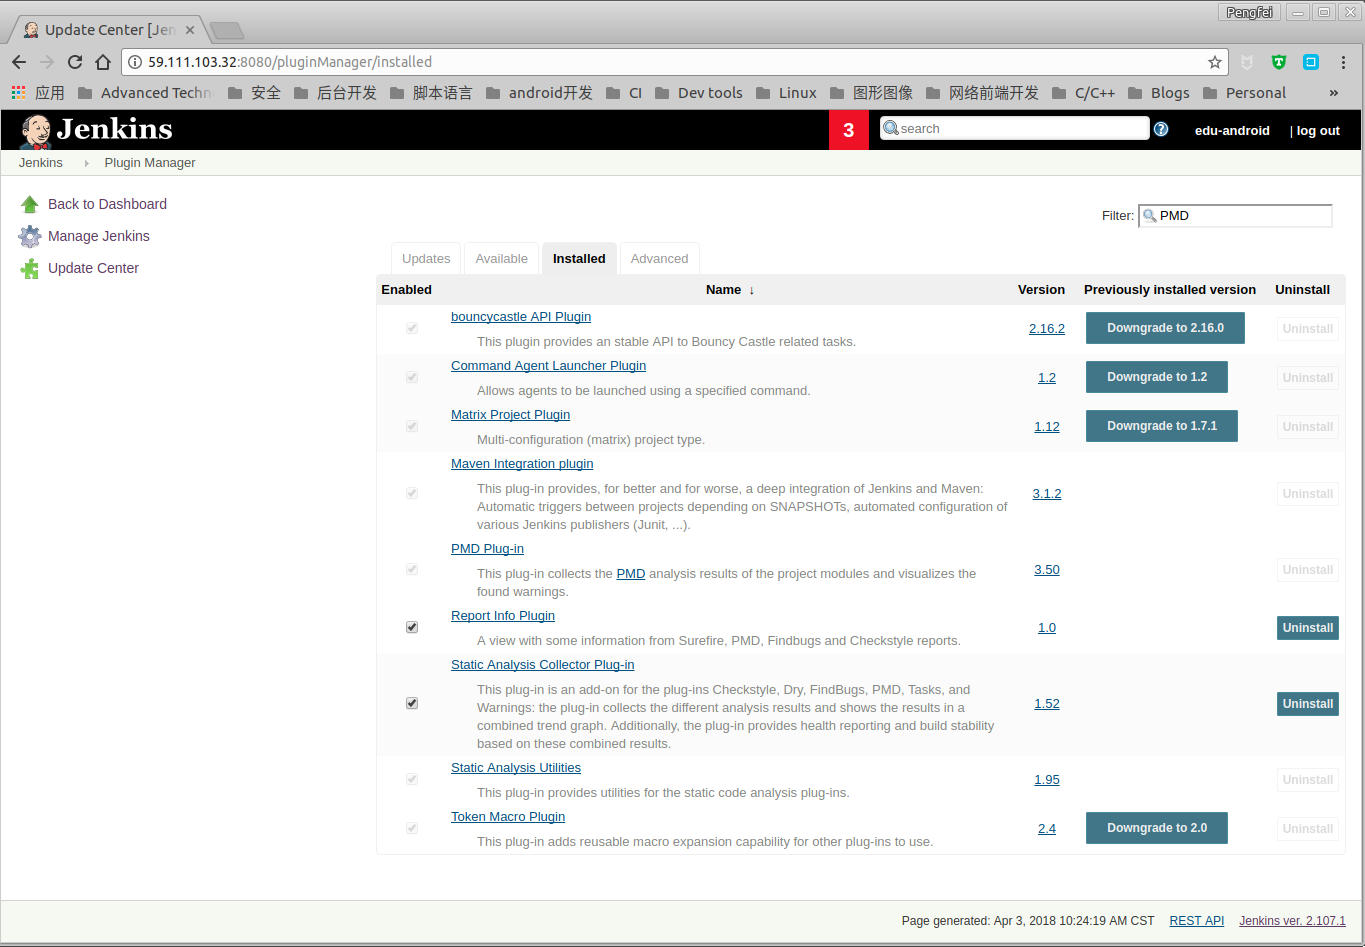 Pengfei
Update Center [Jen
59.111.103.32:8080/pluginManager/installed
应用 Advanced Techn 安全 后台开发 脚本语言 android开发 CI Dev tools Linux 图形图像 网络前端开发 C/C++ Blogs Personal »
Jenkins 3 search ? edu-android | log out
Jenkins Plugin Manager
Back to Dashboard
Manage Jenkins
Update Center
Filter: PMD
Updates Available Installed Advanced
Enabled Name ↓ Version Previously installed version Uninstall
bouncycastle API Plugin
This plugin provides an stable API to Bouncy Castle related tasks.
2.16.2 Downgrade to 2.16.0 Uninstall
Command Agent Launcher Plugin
Allows agents to be launched using a specified command.
1.2 Downgrade to 1.2 Uninstall
Matrix Project Plugin
Multi-configuration (matrix) project type.
1.12 Downgrade to 1.7.1 Uninstall
Maven Integration plugin
This plug-in provides, for better and for worse, a deep integration of Jenkins and Maven:
Automatic triggers between projects depending on SNAPSHOTs, automated configuration of
various Jenkins publishers (Junit, ...).
3.1.2 Uninstall
PMD Plug-in
This plug-in collects the PMD analysis results of the project modules and visualizes the
found warnings.
3.50 Uninstall
Report Info Plugin
A view with some information from Surefire, PMD, Findbugs and Checkstyle reports.
1.0 Uninstall
Static Analysis Collector Plug-in
This plug-in is an add-on for the plug-ins Checkstyle, Dry, FindBugs, PMD, Tasks, and
Warnings: the plug-in collects the different analysis results and shows the results in a
combined trend graph. Additionally, the plug-in provides health reporting and build stability
based on these combined results.
1.52 Uninstall
Static Analysis Utilities
This plug-in provides utilities for the static code analysis plug-ins.
1.95 Uninstall
Token Macro Plugin
This plug-in adds reusable macro expansion capability for other plug-ins to use.
2.4 Downgrade to 2.0 Uninstall
Page generated: Apr 3, 2018 10:24:19 AM CST REST API Jenkins ver. 2.107.1